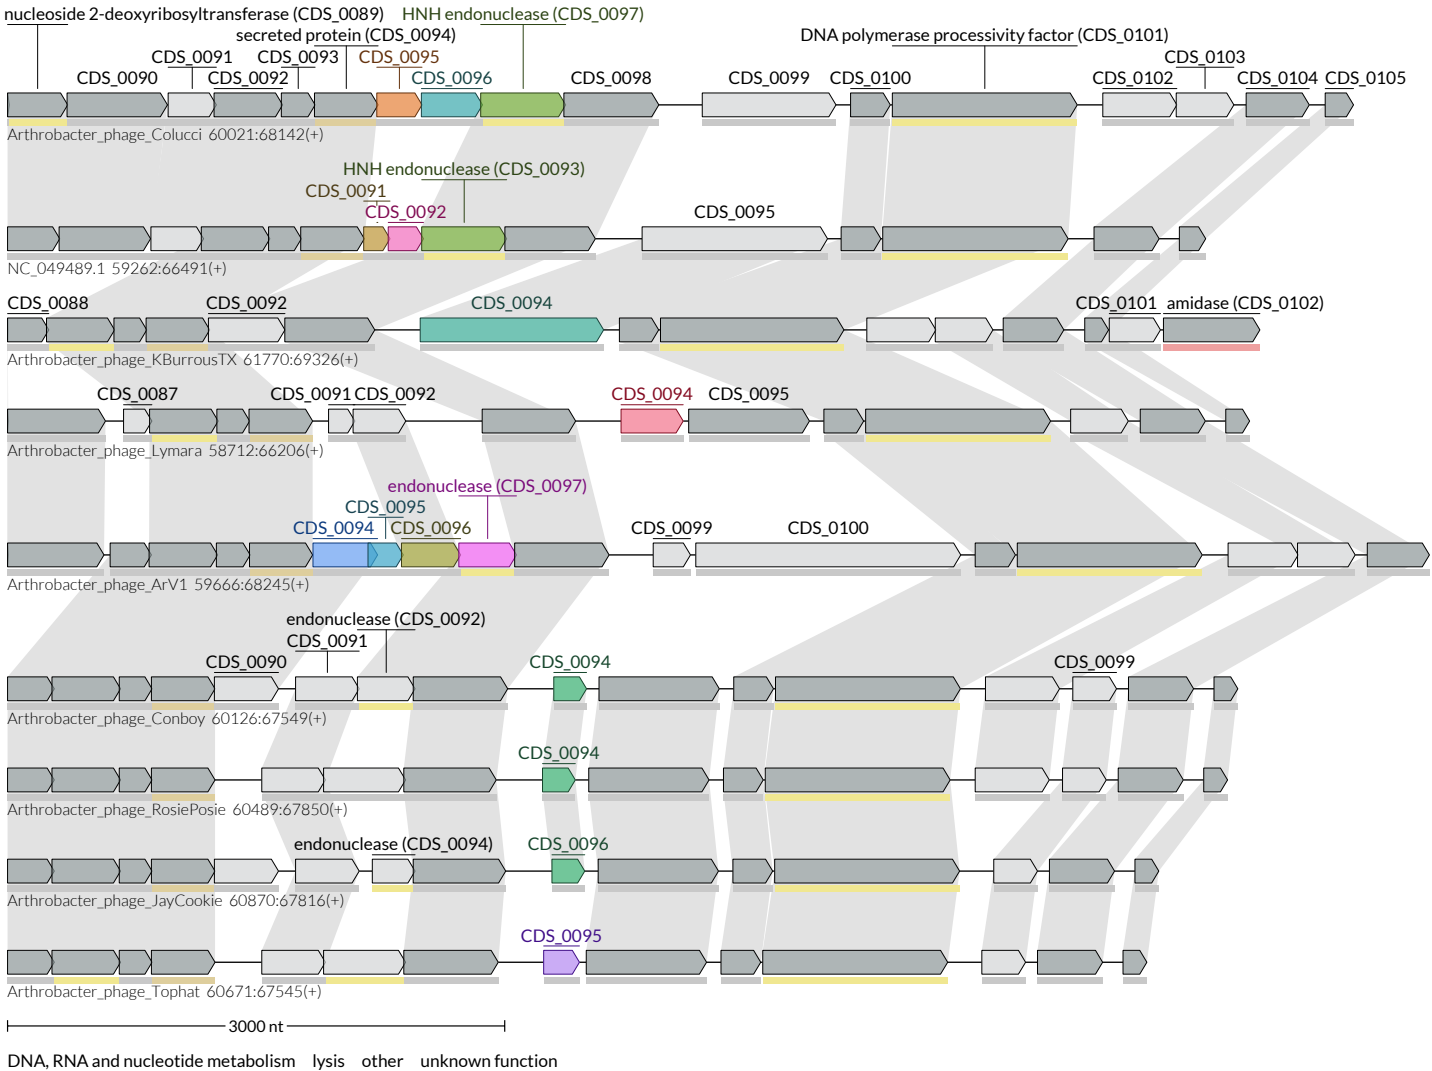 nucleoside 2-deoxyribosyltransferase (CDS_0089) HNH endonuclease (CDS_0097)
secreted protein (CDS_0094) DNA polymerase processivity factor (CDS_0101)
CDS_0091 CDS_0093 CDS_0095 CDS_0103
CDS_0090 CDS_0092 CDS_0096 CDS_0098 CDS_0099 CDS_0100 CDS_0102 CDS_0104 CDS_0105
Arthrobacter_phage_Colucci 60021:68142(+)
HNH endonuclease (CDS_0093)
CDS_0091
CDS_0092 CDS_0095
NC_049489.1 59262:66491(+)
CDS_0088 CDS_0092 CDS_0094 CDS_0101 amidase (CDS_0102)
Arthrobacter_phage_KBurrousTX 61770:69326(+)
CDS_0087 CDS_0091 CDS_0092 CDS_0094 CDS_0095
Arthrobacter_phage_Lymara 58712:66206(+)
endonuclease (CDS_0097)
CDS_0095
CDS_0094 CDS_0096 CDS_0099 CDS_0100
Arthrobacter_phage_ArV1 59666:68245(+)
endonuclease (CDS_0092)
CDS_0091
CDS_0090 CDS_0094 CDS_0099
Arthrobacter_phage_Conboy 60126:67549(+)
CDS_0094
Arthrobacter_phage_RosiePosie 60489:67850(+)
endonuclease (CDS_0094) CDS_0096
Arthrobacter_phage_JayCookie 60870:67816(+)
CDS_0095
Arthrobacter_phage_Tophat 60671:67545(+)
3000 nt
DNA, RNA and nucleotide metabolism lysis other unknown function